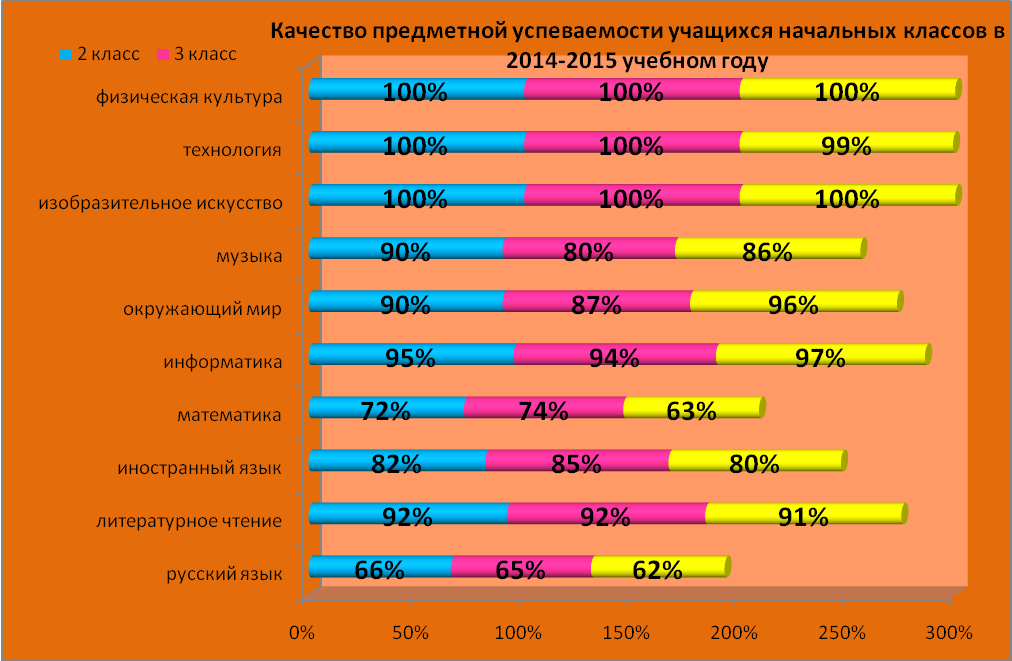 Качество предметной успеваемости учащихся начальных классов в
2014-2015 учебном году
2 класс 3 класс
физическая культура 100% 100% 100%
технология 100% 100% 99%
изобразительное искусство 100% 100% 100%
музыка 90% 80% 86%
окружающий мир 90% 87% 96%
информатика 95% 94% 97%
математика 72% 74% 63%
иностранный язык 82% 85% 80%
литературное чтение 92% 92% 91%
русский язык 66% 65% 62%
0% 50% 100% 150% 200% 250% 300%